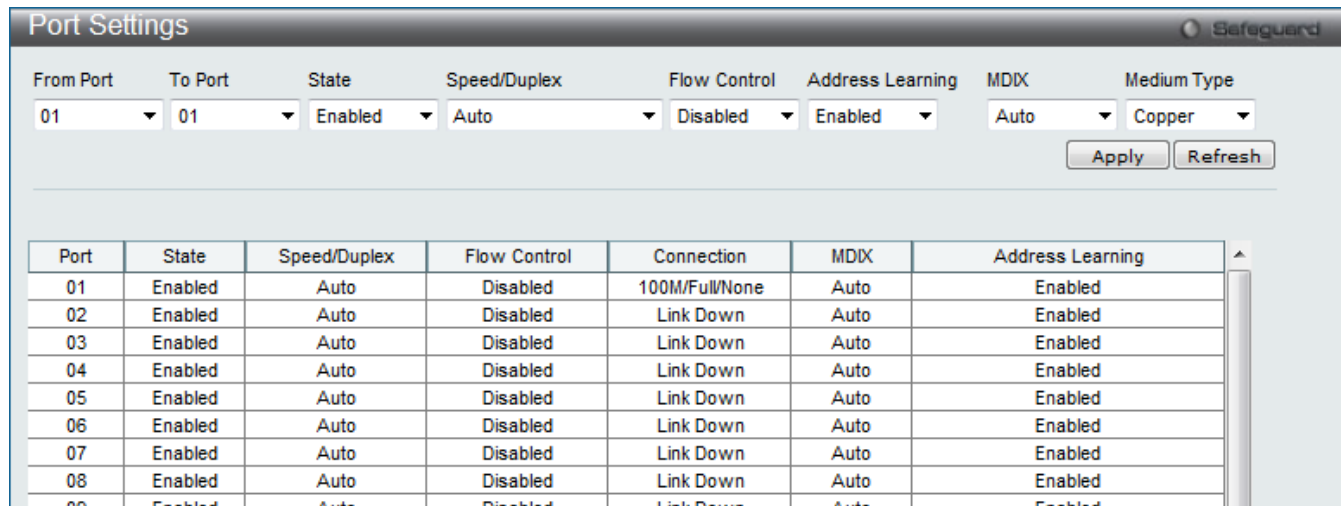 Port Settings
Safeguard
From Port To Port State Speed/Duplex Flow Control Address Learning MDIX Medium Type
01 01 Enabled Auto Disabled Enabled Auto Copper
Apply Refresh
Port State Speed/Duplex Flow Control Connection MDIX Address Learning
01 Enabled Auto Disabled 100M/Full/None Auto Enabled
02 Enabled Auto Disabled Link Down Auto Enabled
03 Enabled Auto Disabled Link Down Auto Enabled
04 Enabled Auto Disabled Link Down Auto Enabled
05 Enabled Auto Disabled Link Down Auto Enabled
06 Enabled Auto Disabled Link Down Auto Enabled
07 Enabled Auto Disabled Link Down Auto Enabled
08 Enabled Auto Disabled Link Down Auto Enabled